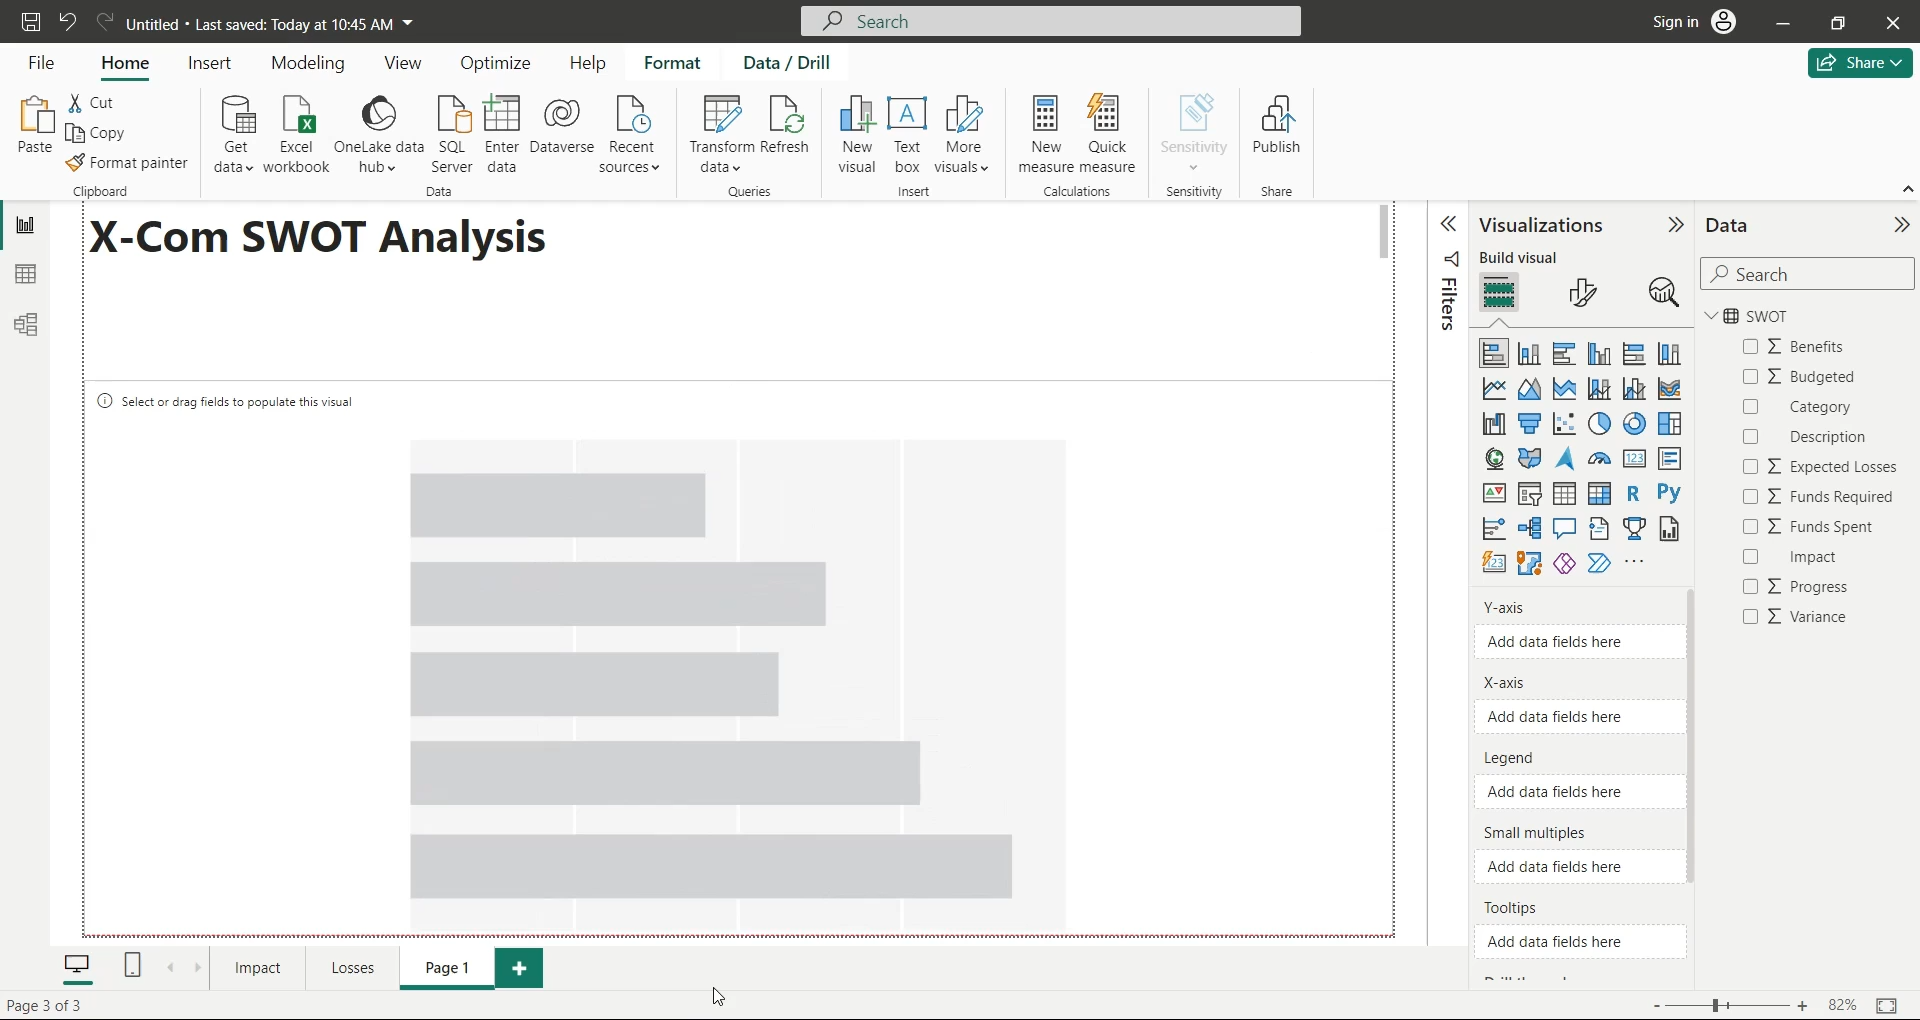 Untitled • Last saved: Today at 10:45 AM
Search
Sign in
File
Home
Insert
Modeling
View
Optimize
Help
Format
Data / Drill
Share
Paste
Cut
Copy
Format painter
Clipboard
Get data
Excel workbook
OneLake data hub
SQL Server
Enter data
Dataverse
Recent sources
Data
Transform data
Refresh
Queries
New visual
Text box
More visuals
Insert
New measure
Quick measure
Calculations
Sensitivity
Sensitivity
Publish
Share
X-Com SWOT Analysis
Select or drag fields to populate this visual
Filters
Visualizations
Build visual
123
R
Py
123
Y-axis
Add data fields here
X-axis
Add data fields here
Legend
Add data fields here
Small multiples
Add data fields here
Tooltips
Add data fields here
Data
Search
SWOT
Σ Benefits
Σ Budgeted
Category
Description
Σ Expected Losses
Σ Funds Required
Σ Funds Spent
Impact
Σ Progress
Σ Variance
Impact
Losses
Page 1
+
Page 3 of 3
- + 82%